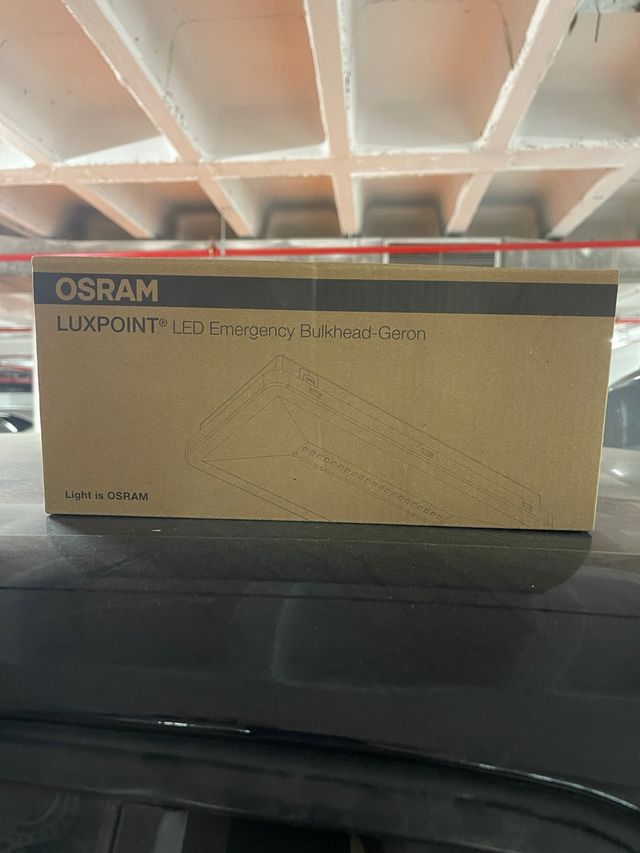 OSRAM
LUXPOINT® LED Emergency Bulkhead-Geron
Light is OSRAM